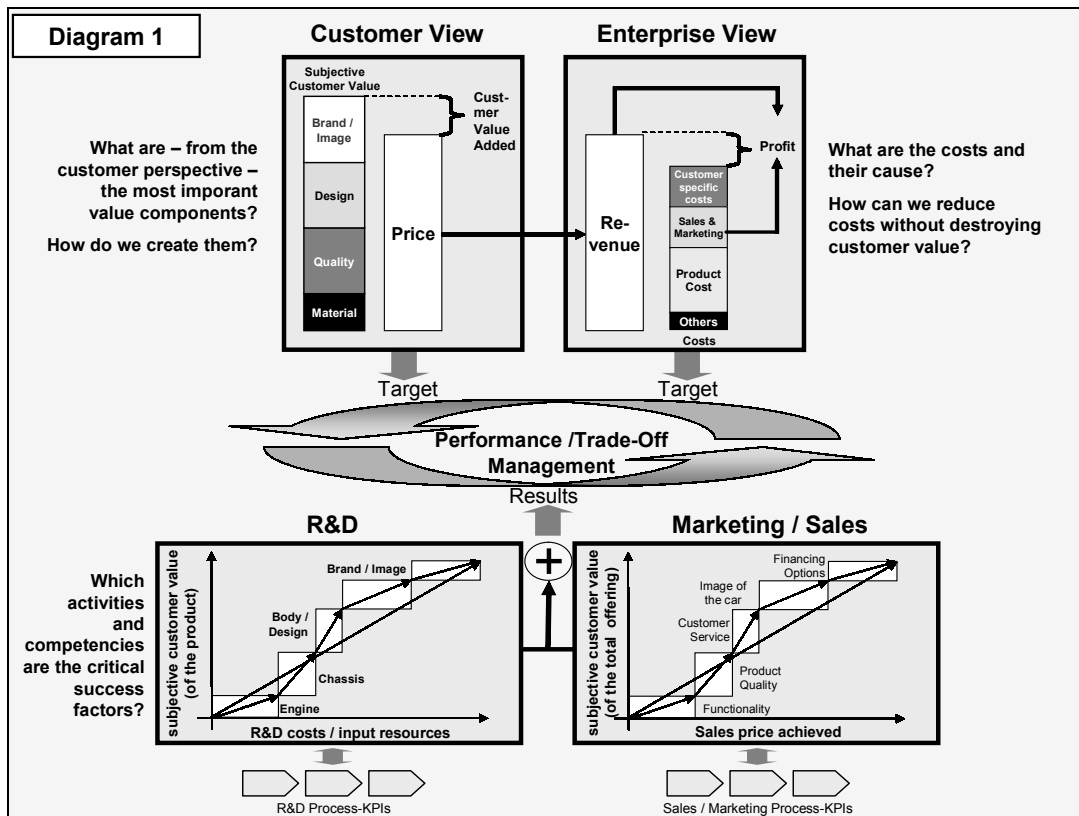 Diagram 1
Customer View
Enterprise View
What are – from the
customer perspective –
the most imporant
value components?
How do we create them?
Subjective
Customer Value
Brand /
Image
Design
Quality
Material
Price
Cust-
mer
Value
Added
Re-
venue
Customer
specific
costs
Sales &
Marketing
Product
Cost
Others
Costs
Profit
What are the costs and
their cause?
How can we reduce
costs without destroying
customer value?
Target
Target
Performance /Trade-Off
Management
Results
R&D
Marketing / Sales
Which
activities
and
competencies
are the critical
success
factors?
subjective customer value
(of the product)
Brand / Image
Body /
Design
Chassis
Engine
R&D costs / input resources
+
subjective customer value
(of the total offering)
Financing
Options
Image of
the car
Customer
Service
Product
Quality
Functionality
Sales price achieved
R&D Process-KPIs
Sales / Marketing Process-KPIs